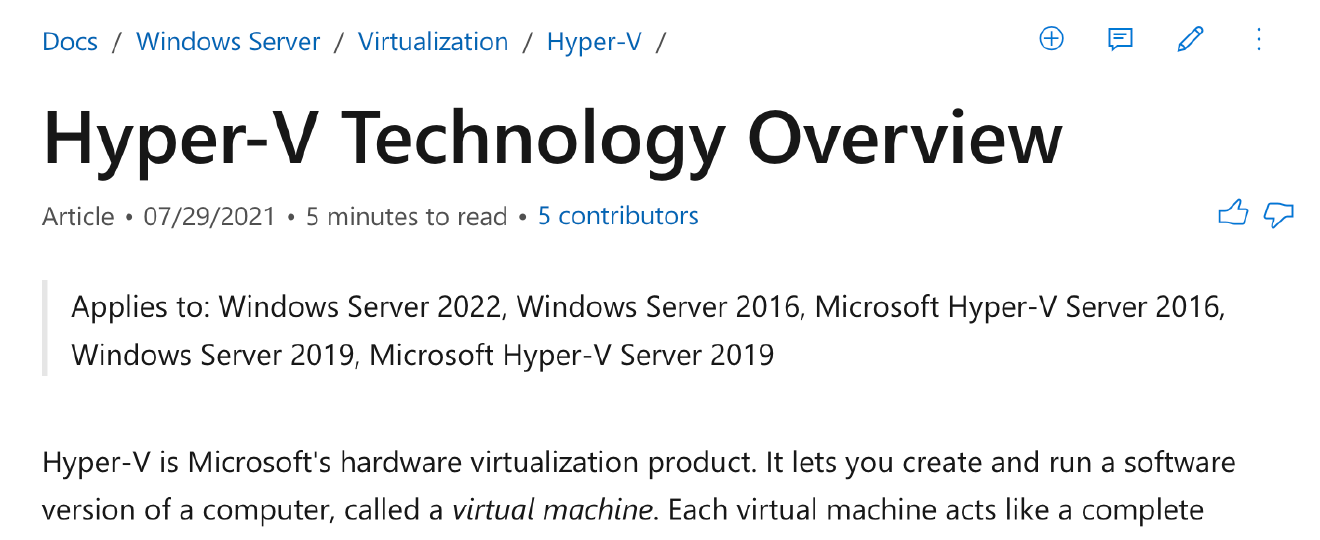 Docs / Windows Server / Virtualization / Hyper-V /
Hyper-V Technology Overview
Article • 07/29/2021 • 5 minutes to read • 5 contributors
Applies to: Windows Server 2022, Windows Server 2016, Microsoft Hyper-V Server 2016,
Windows Server 2019, Microsoft Hyper-V Server 2019
Hyper-V is Microsoft's hardware virtualization product. It lets you create and run a software
version of a computer, called a virtual machine. Each virtual machine acts like a complete